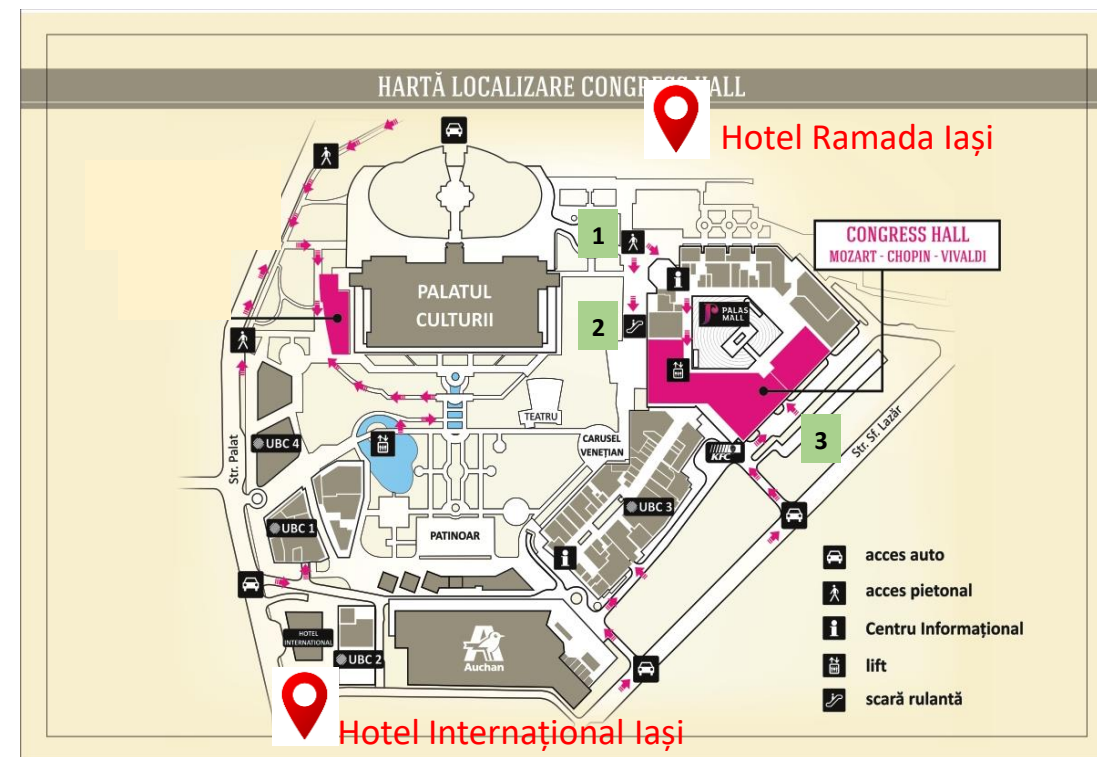 HARTĂ LOCALIZARE CONGRESS HALL
Hotel Ramada Iași
1
CONGRESS HALL
MOZART - CHOPIN - VIVALDI
PALATUL
CULTURII
2
PALAS
MALL
TEATRU
Str. Palat
UBC 4
CARUSEL
VENEȚIAN
KFC
3
Str. Sf. Lazăr
UBC 1
UBC 3
PATINOAR
acces auto
acces pietonal
Centru Informațional
lift
scară rulantă
HOTEL
INTERNATIONAL
UBC 2
Auchan
Hotel Internațional Iași